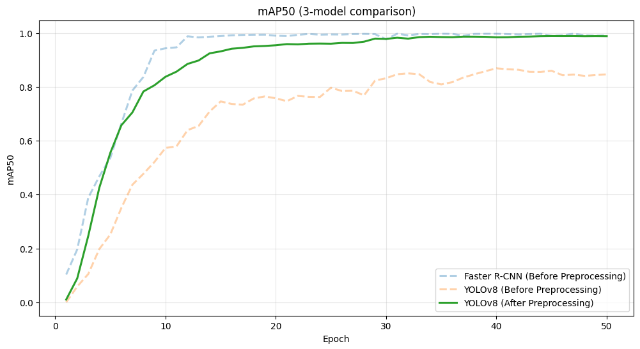 mAP50 (3-model comparison)
mAP50
1.0
0.8
0.6
0.4
0.2
0.0
0
10
20
30
40
50
Epoch
Faster R-CNN (Before Preprocessing)
YOLOv8 (Before Preprocessing)
YOLOv8 (After Preprocessing)